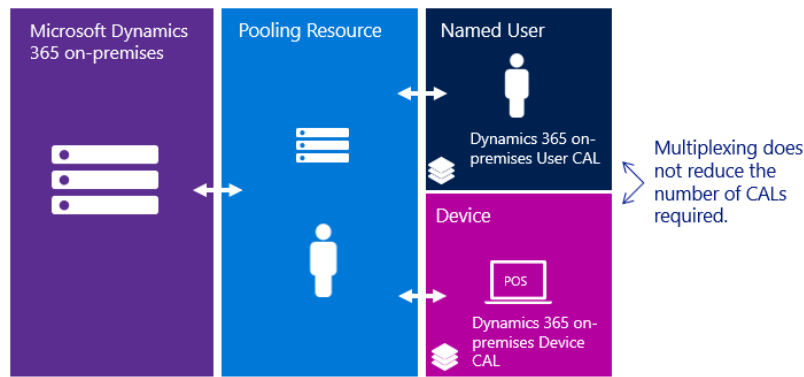 Microsoft Dynamics
365 on-premises
Pooling Resource
Named User
Dynamics 365 on-
premises User CAL
Device
POS
Dynamics 365 on-
premises Device
CAL
Multiplexing does
not reduce the
number of CALs
required.